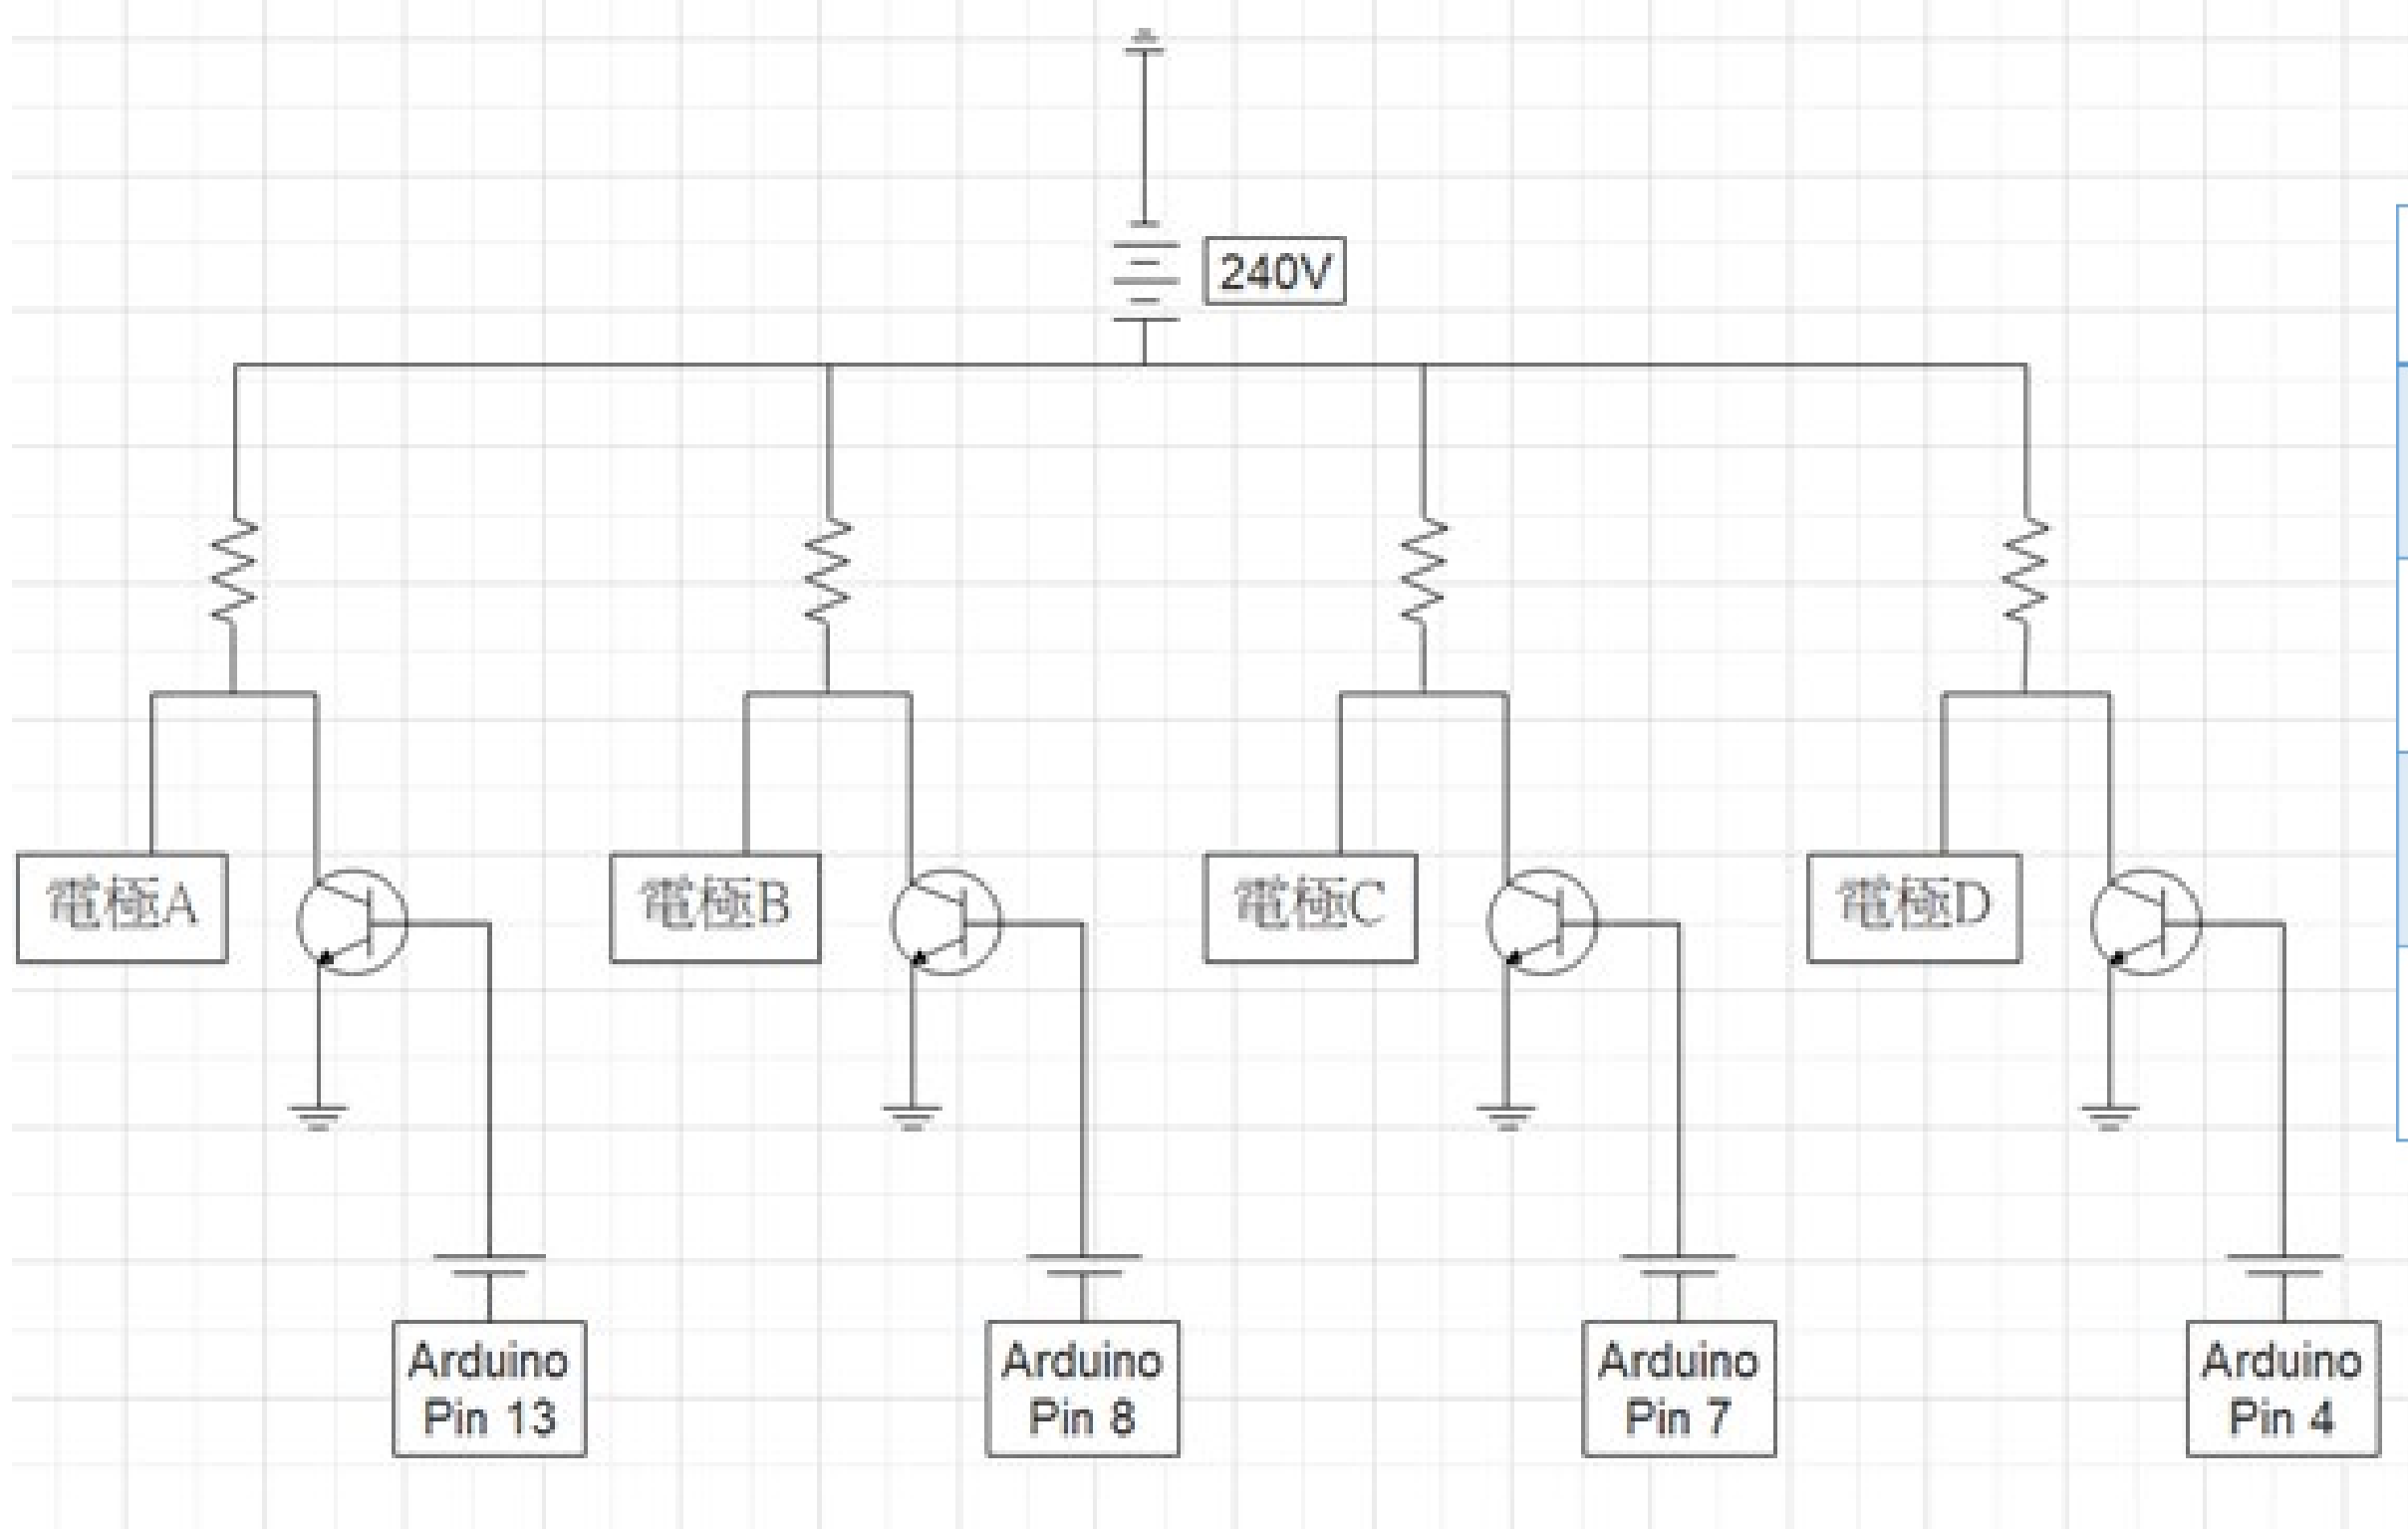 240V
電極A
電極B
電極C
電極D
Arduino
Pin 13
Arduino
Pin 8
Arduino
Pin 7
Arduino
Pin 4